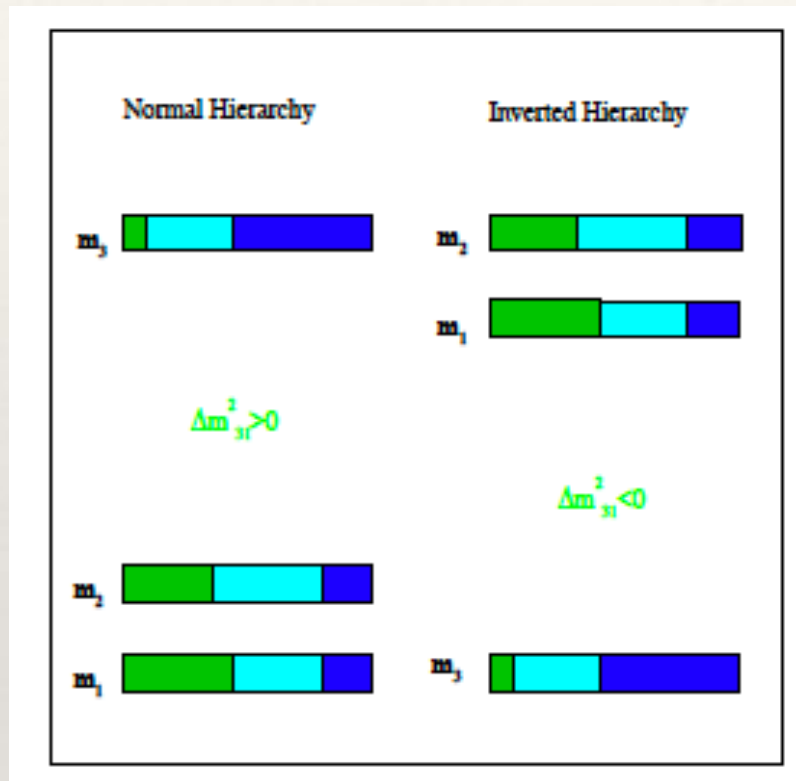 Normal Hierarchy
Inverted Hierarchy
m₃
m₂
m₁
Δm²₃₁>0
Δm²₃₁<0
m₂
m₁
m₃